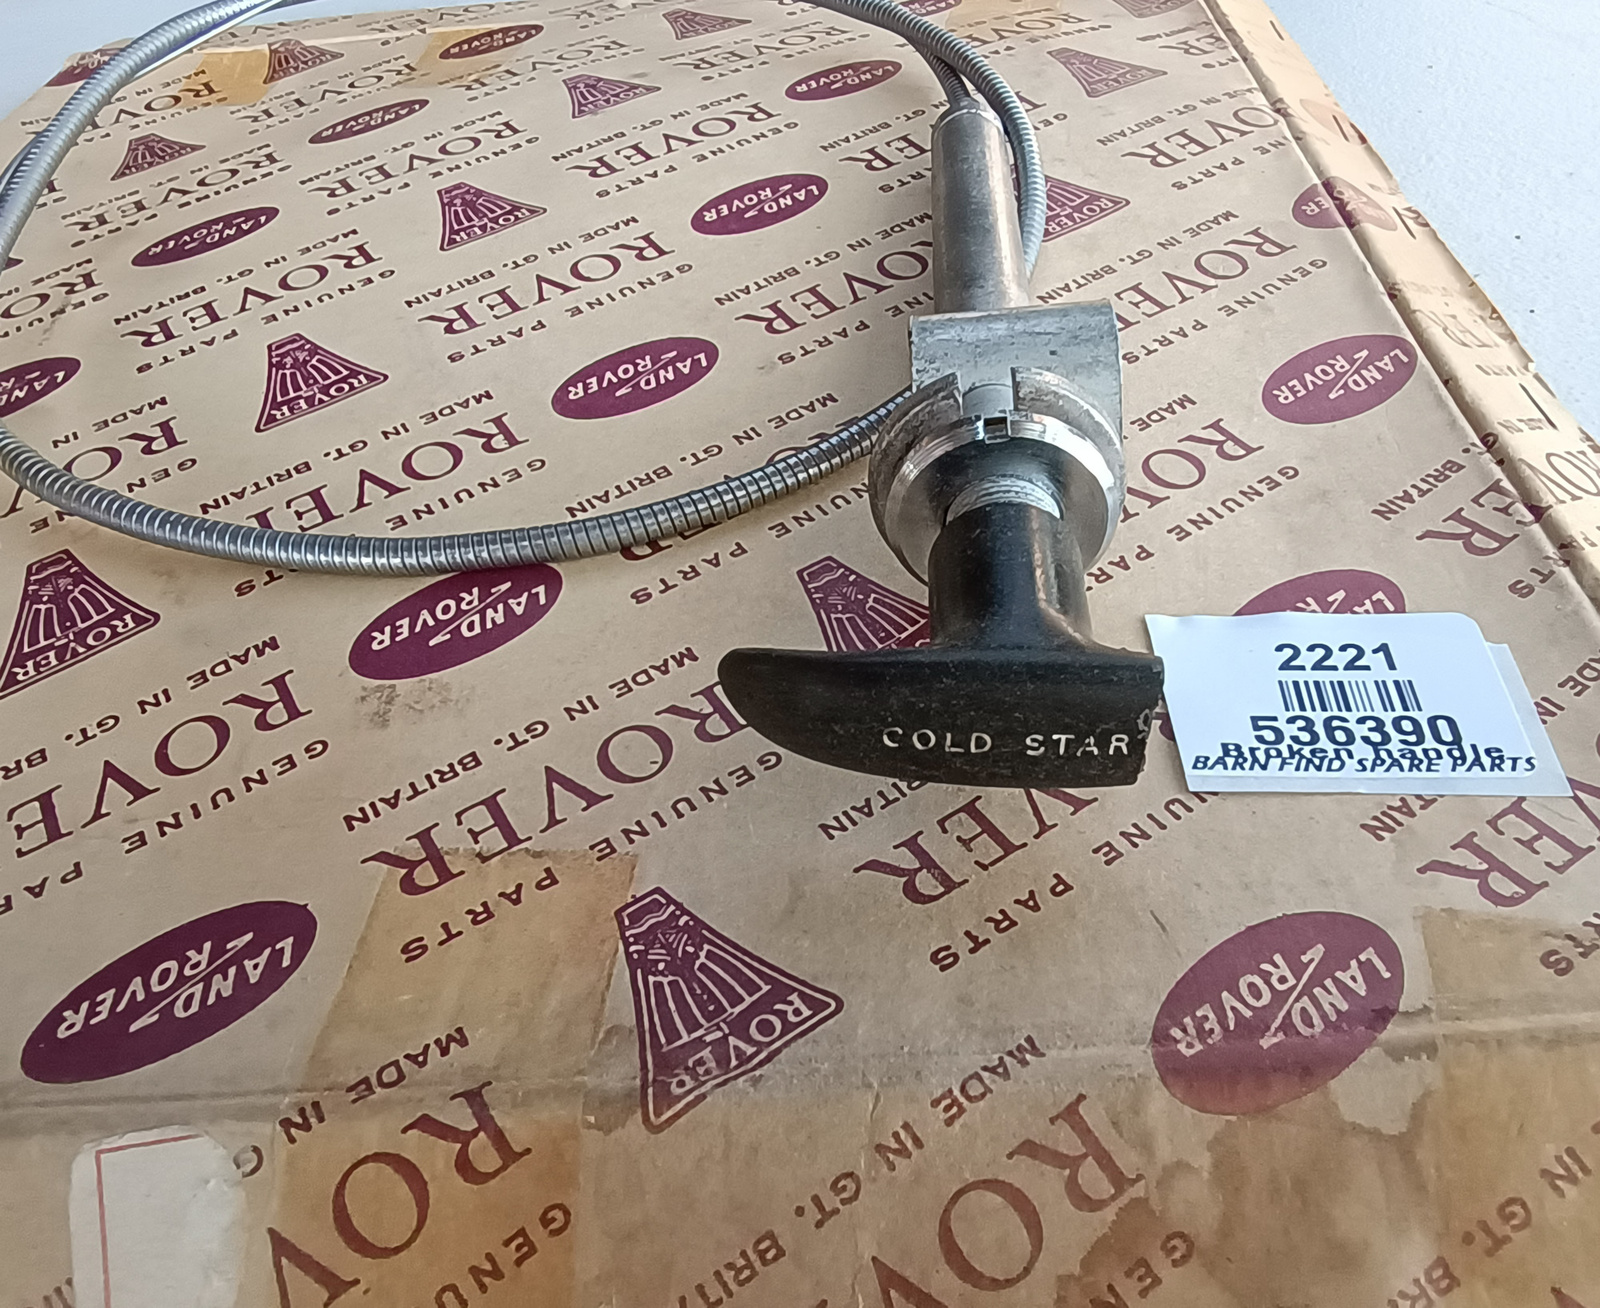 COLD STAR
2221
536390
Broken handle
BARN FIND SPARE PARTS
LAND
ROVER
ROVER
GENUINE PARTS
MADE IN GT. BRITAIN